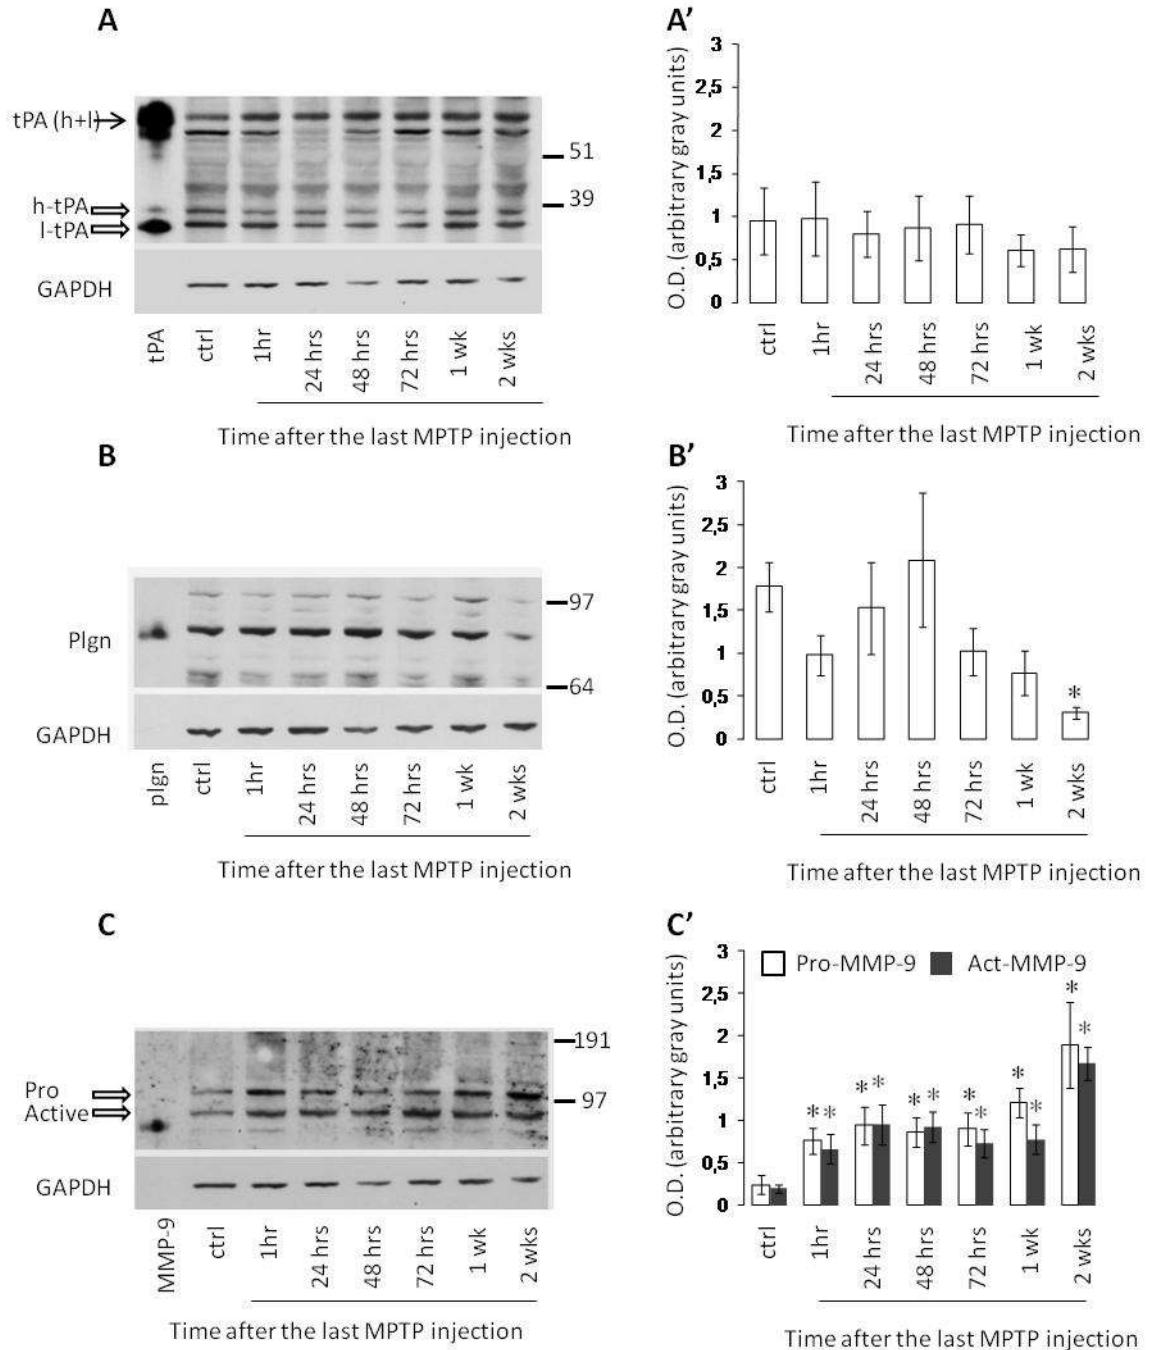 A
tPA (h+l)
h-tPA
l-tPA
GAPDH
51
39
tPA
ctrl
1hr
24 hrs
48 hrs
72 hrs
1 wk
2 wks
Time after the last MPTP injection
A'
O.D. (arbitrary gray units)
3
2,5
2
1,5
1
0,5
0
ctrl
1hr
24 hrs
48 hrs
72 hrs
1 wk
2 wks
Time after the last MPTP injection
B
Plgn
GAPDH
97
64
plgn
ctrl
1hr
24 hrs
48 hrs
72 hrs
1 wk
2 wks
Time after the last MPTP injection
B'
O.D. (arbitrary gray units)
3
2,5
2
1,5
1
0,5
0
*
ctrl
1hr
24 hrs
48 hrs
72 hrs
1 wk
2 wks
Time after the last MPTP injection
C
Pro
Active
GAPDH
191
97
MMP-9
ctrl
1hr
24 hrs
48 hrs
72 hrs
1 wk
2 wks
Time after the last MPTP injection
C'
O.D. (arbitrary gray units)
3
2,5
2
1,5
1
0,5
0
Pro-MMP-9 Act-MMP-9
* * * * * * * * * * * *
ctrl
1hr
24 hrs
48 hrs
72 hrs
1 wk
2 wks
Time after the last MPTP injection